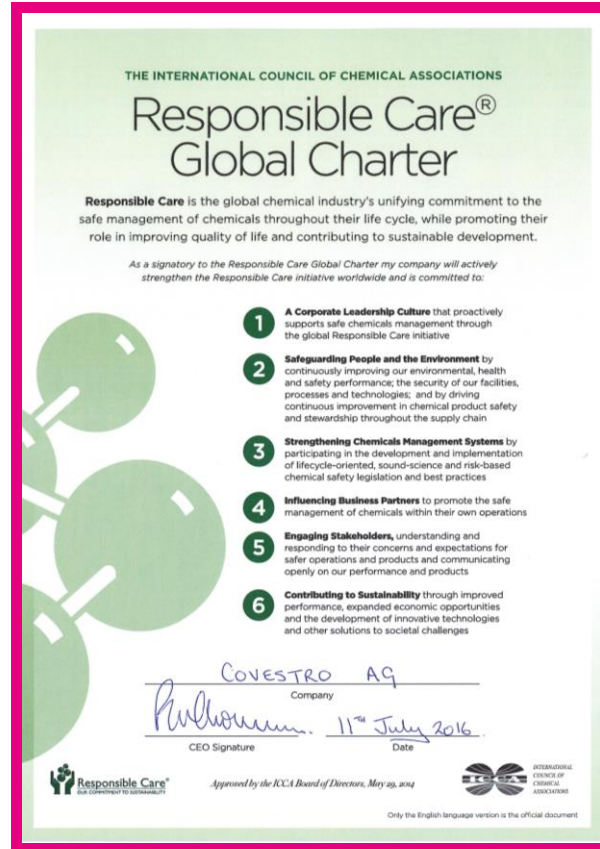 THE INTERNATIONAL COUNCIL OF CHEMICAL ASSOCIATIONS
Responsible Care®
Global Charter
Responsible Care is the global chemical industry's unifying commitment to the
safe management of chemicals throughout their life cycle, while promoting their
role in improving quality of life and contributing to sustainable development.
As a signatory to the Responsible Care Global Charter my company will actively
strengthen the Responsible Care initiative worldwide and is committed to:
1
A Corporate Leadership Culture that proactively
supports safe chemicals management through
the global Responsible Care initiative
2
Safeguarding People and the Environment by
continuously improving our environmental, health
and safety performance; the security of our facilities,
processes and technologies; and by driving
continuous improvement in chemical product safety
and stewardship throughout the supply chain
3
Strengthening Chemicals Management Systems by
participating in the development and implementation
of lifecycle-oriented, sound-science and risk-based
chemical safety legislation and best practices
4
Influencing Business Partners to promote the safe
management of chemicals within their own operations
5
Engaging Stakeholders, understanding and
responding to their concerns and expectations for
safer operations and products and communicating
openly on our performance and products
6
Contributing to Sustainability through improved
performance, expanded economic opportunities
and the development of innovative technologies
and other solutions to societal challenges
COVESTRO AG
Company
11TH July 2016
CEO Signature
Date
Responsible Care®
OUR COMMITMENT TO SUSTAINABILITY
Approved by the ICCA Board of Directors, May 29, 2014
ICCA
INTERNATIONAL
COUNCIL OF
CHEMICAL
ASSOCIATIONS
Only the English language version is the official document